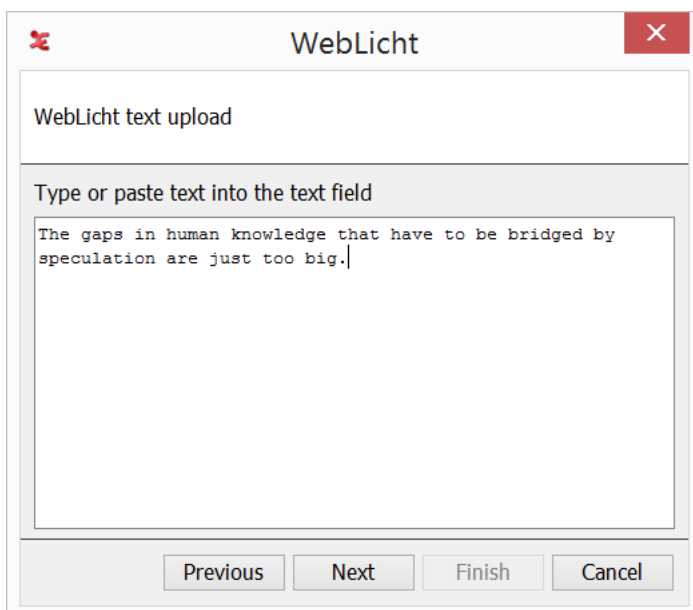 WebLicht
WebLicht text upload
Type or paste text into the text field
The gaps in human knowledge that have to be bridged by
speculation are just too big.
Previous Next Finish Cancel